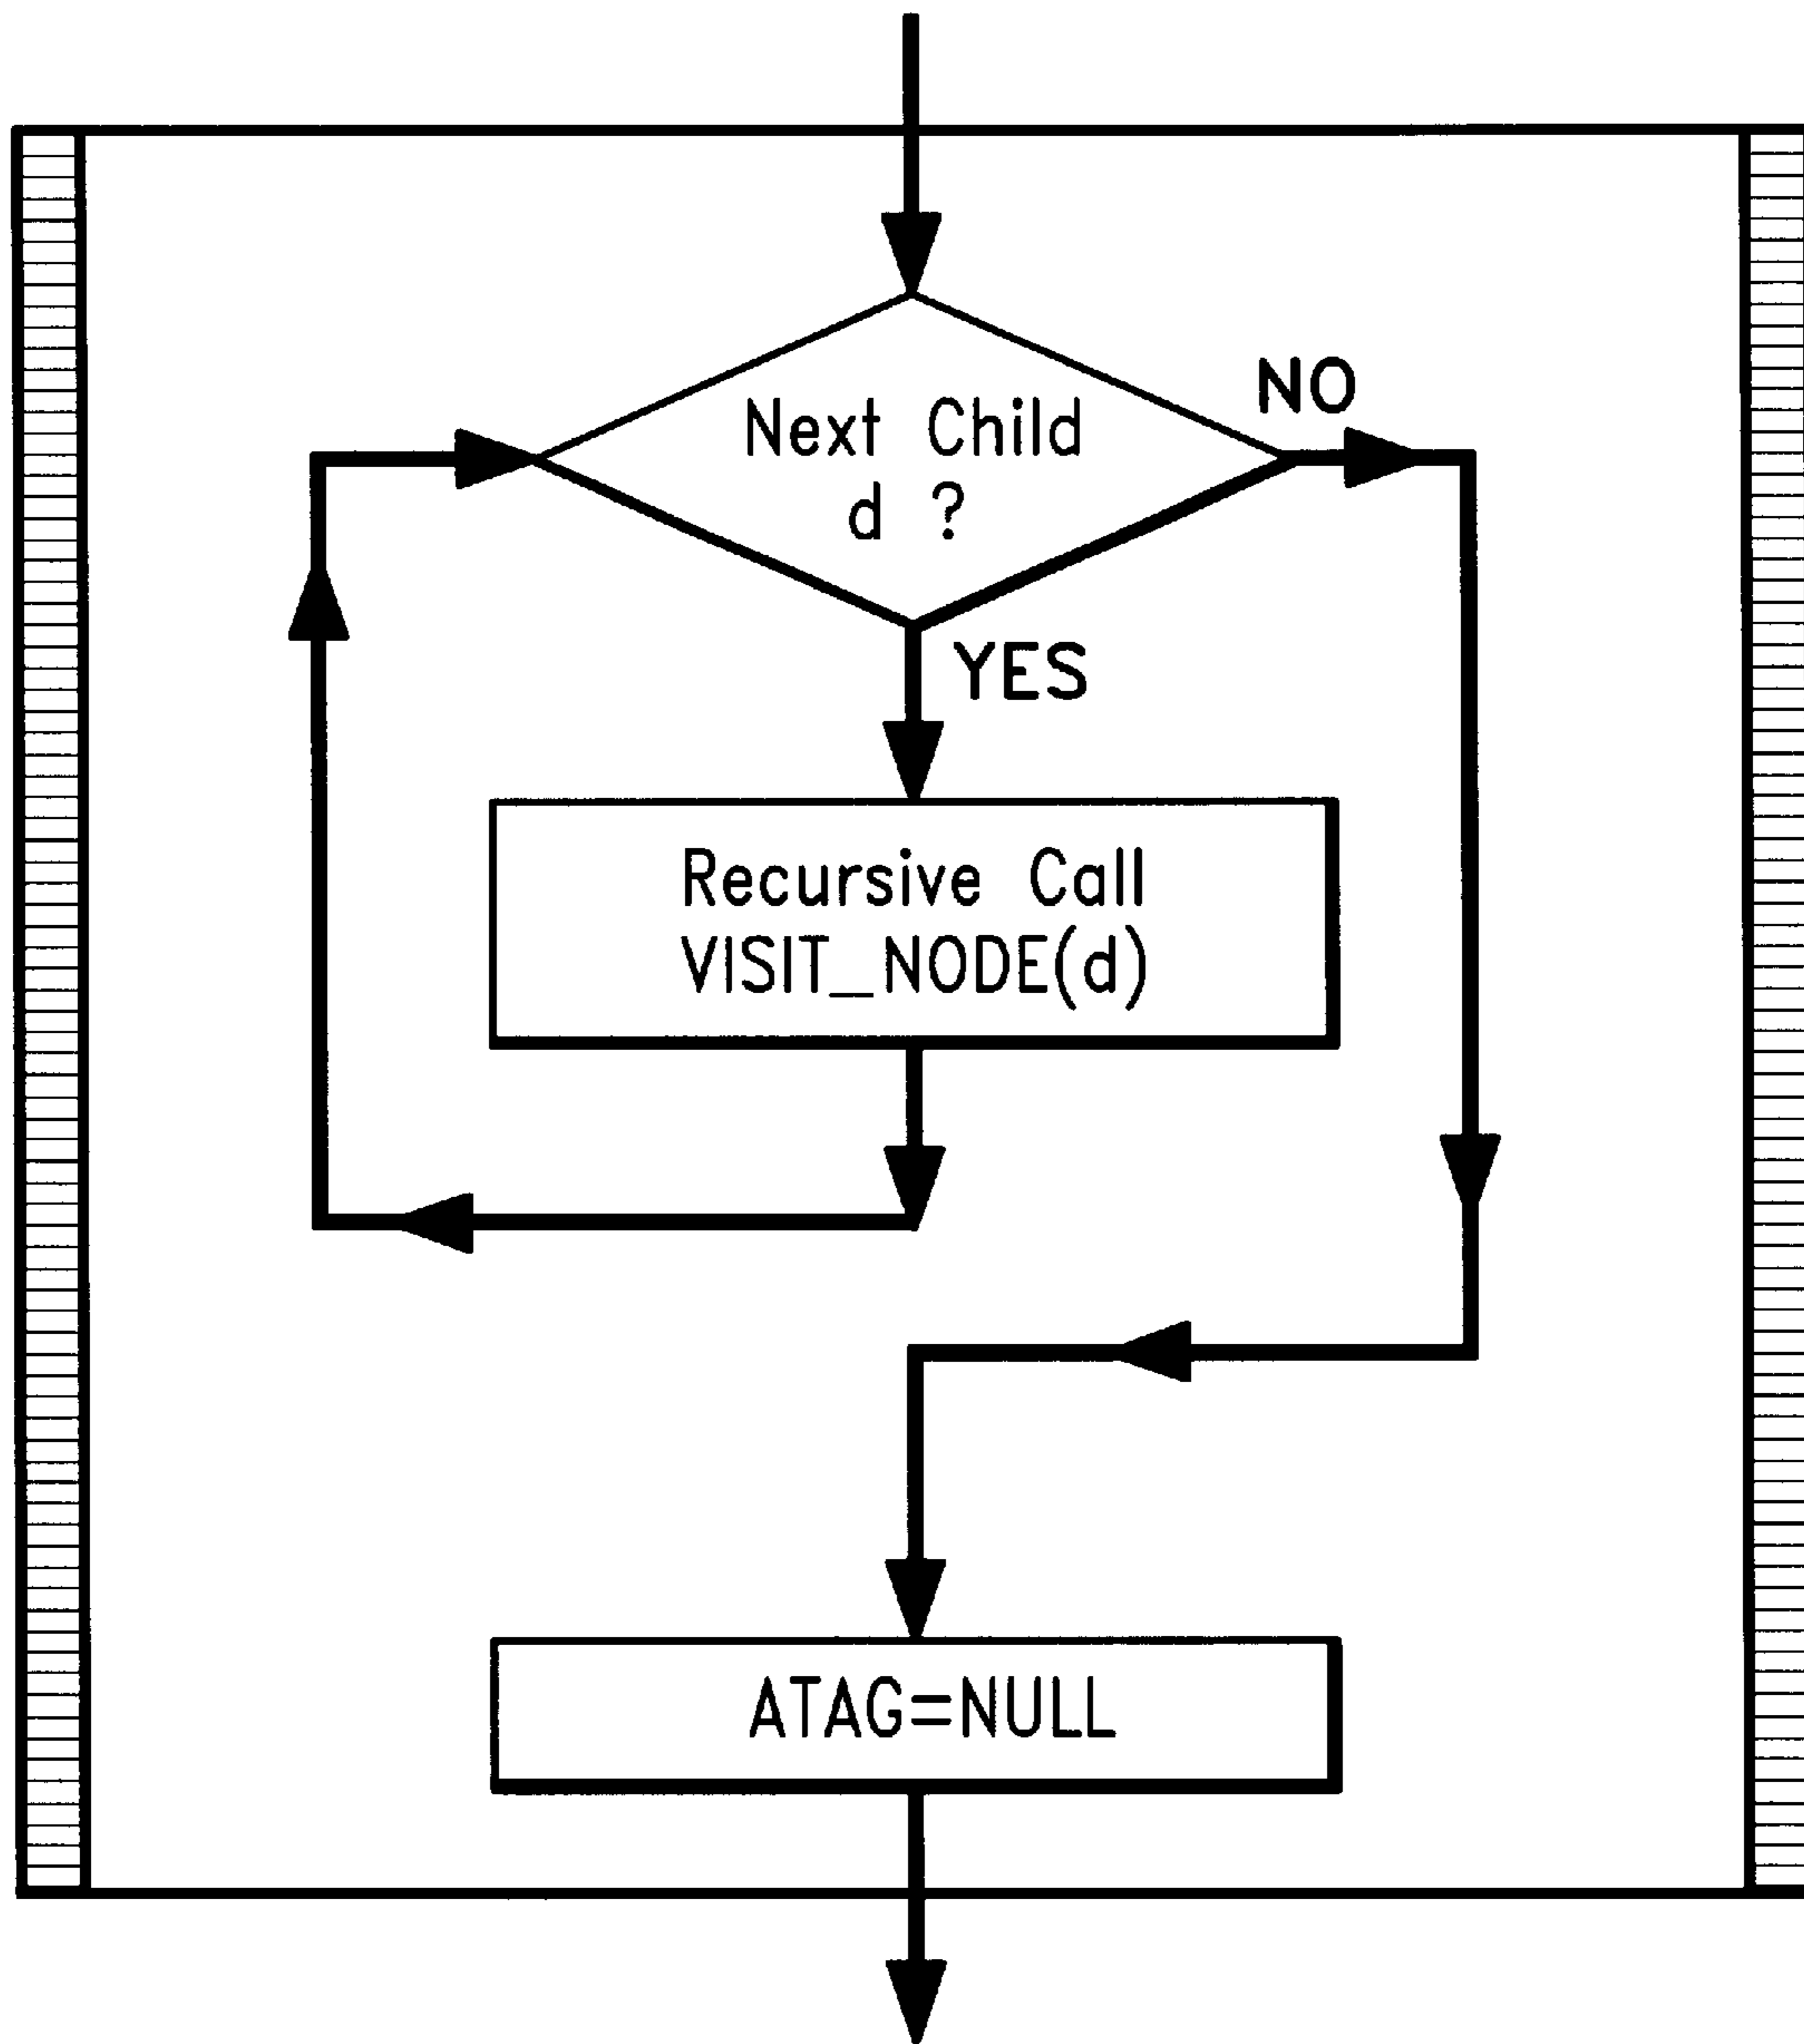 Next Child
d ?
NO
YES
Recursive Call
VISIT_NODE(d)
ATAG=NULL